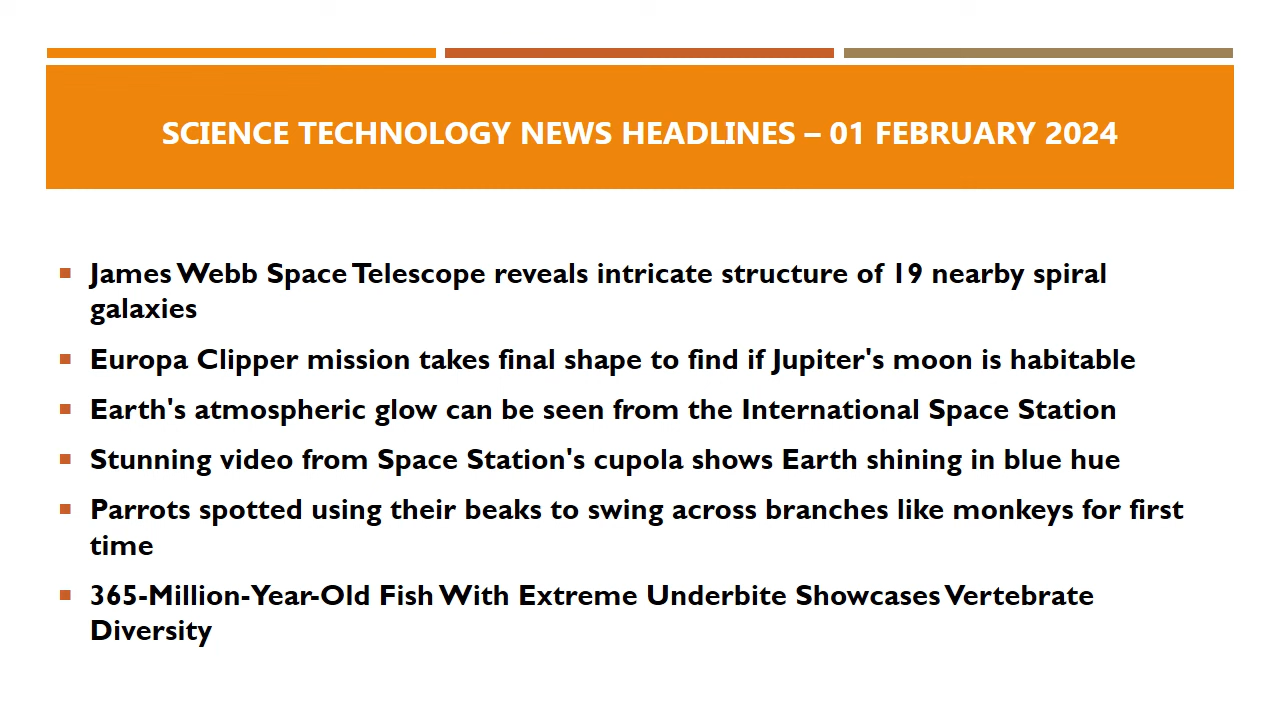 SCIENCE TECHNOLOGY NEWS HEADLINES – 01 FEBRUARY 2024
James Webb Space Telescope reveals intricate structure of 19 nearby spiral
galaxies
Europa Clipper mission takes final shape to find if Jupiter's moon is habitable
Earth's atmospheric glow can be seen from the International Space Station
Stunning video from Space Station's cupola shows Earth shining in blue hue
Parrots spotted using their beaks to swing across branches like monkeys for first
time
365-Million-Year-Old Fish With Extreme Underbite Showcases Vertebrate
Diversity